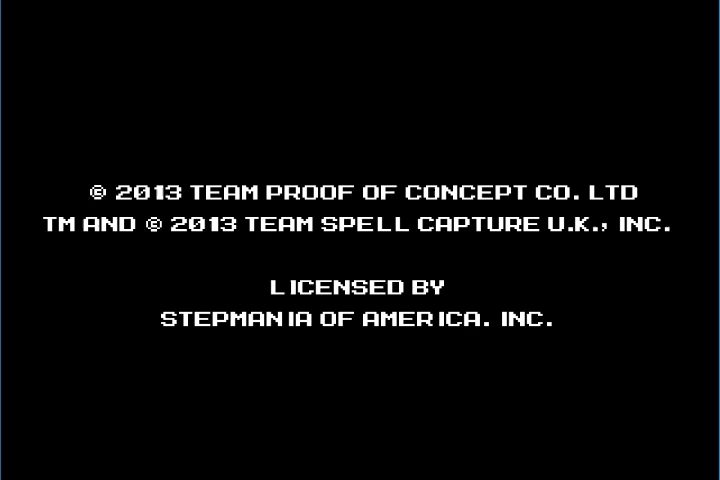 © 2013 TEAM PROOF OF CONCEPT CO. LTD
TM AND © 2013 TEAM SPELL CAPTURE U.K., INC.
LICENSED BY
STEPMANIA OF AMERICA. INC.